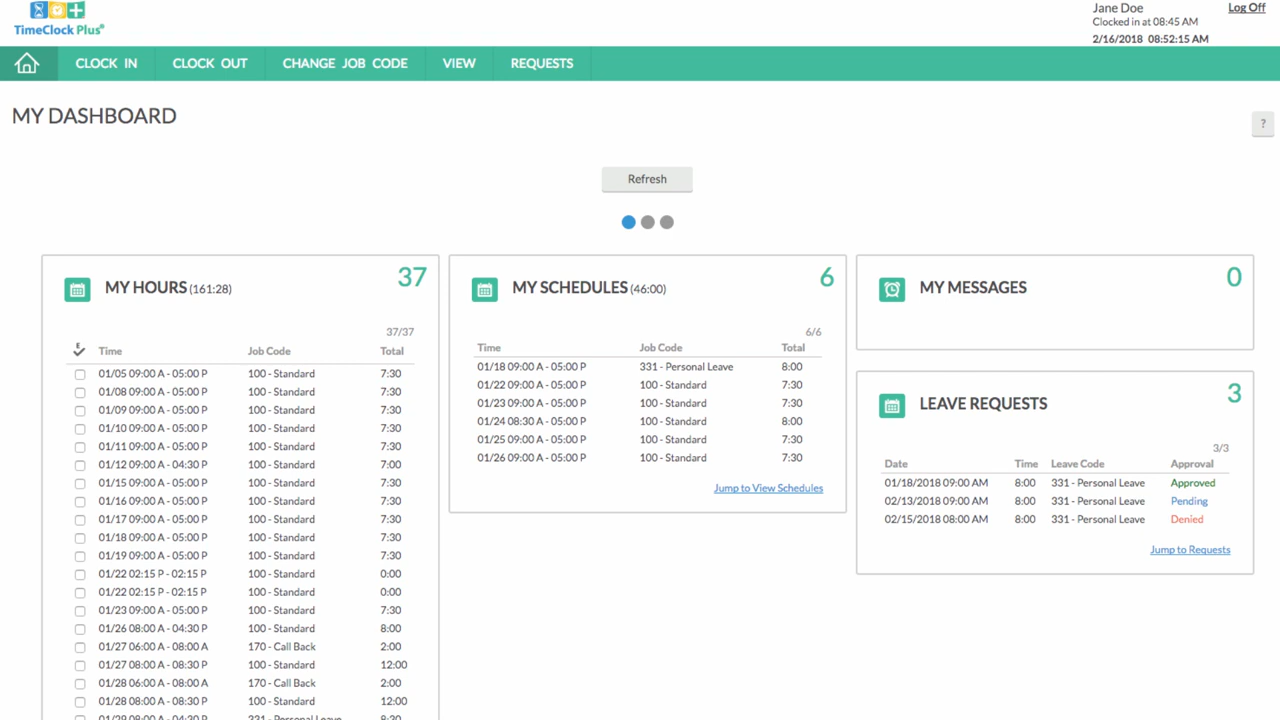 TimeClock Plus®
Jane Doe
Log Off
Clocked in at 08:45 AM
2/16/2018 08:52:15 AM
CLOCK IN CLOCK OUT CHANGE JOB CODE VIEW REQUESTS
MY DASHBOARD
?
Refresh
MY HOURS (161:28) 37
37/37
E Time Job Code Total
01/05 09:00 A - 05:00 P 100 - Standard 7:30
01/08 09:00 A - 05:00 P 100 - Standard 7:30
01/09 09:00 A - 05:00 P 100 - Standard 7:30
01/10 09:00 A - 05:00 P 100 - Standard 7:30
01/11 09:00 A - 05:00 P 100 - Standard 7:30
01/12 09:00 A - 04:30 P 100 - Standard 7:00
01/15 09:00 A - 05:00 P 100 - Standard 7:30
01/16 09:00 A - 05:00 P 100 - Standard 7:30
01/17 09:00 A - 05:00 P 100 - Standard 7:30
01/18 09:00 A - 05:00 P 100 - Standard 7:30
01/19 09:00 A - 05:00 P 100 - Standard 7:30
01/22 02:15 P - 02:15 P 100 - Standard 0:00
01/22 02:15 P - 02:15 P 100 - Standard 0:00
01/23 09:00 A - 05:00 P 100 - Standard 7:30
01/26 08:00 A - 04:30 P 100 - Standard 8:00
01/27 06:00 A - 08:00 A 170 - Call Back 2:00
01/27 08:00 A - 08:30 P 100 - Standard 12:00
01/28 06:00 A - 08:00 A 170 - Call Back 2:00
01/28 08:00 A - 08:30 P 100 - Standard 12:00
01/29 08:00 A - 04:30 P 331 - Personal Leave 8:30
MY SCHEDULES (46:00) 6
6/6
Time Job Code Total
01/18 09:00 A - 05:00 P 331 - Personal Leave 8:00
01/22 09:00 A - 05:00 P 100 - Standard 7:30
01/23 09:00 A - 05:00 P 100 - Standard 7:30
01/24 08:30 A - 05:00 P 100 - Standard 8:00
01/25 09:00 A - 05:00 P 100 - Standard 7:30
01/26 09:00 A - 05:00 P 100 - Standard 7:30
Jump to View Schedules
MY MESSAGES 0
LEAVE REQUESTS 3
3/3
Date Time Leave Code Approval
01/18/2018 09:00 AM 8:00 331 - Personal Leave Approved
02/13/2018 09:00 AM 8:00 331 - Personal Leave Pending
02/15/2018 08:00 AM 8:00 331 - Personal Leave Denied
Jump to Requests